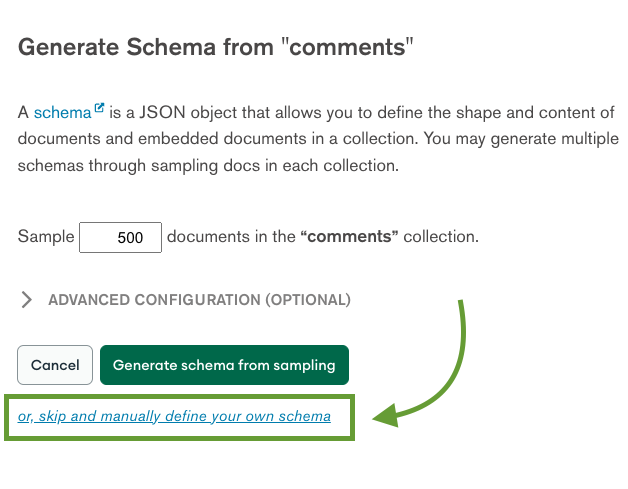 Generate Schema from "comments"
A schema is a JSON object that allows you to define the shape and content of
documents and embedded documents in a collection. You may generate multiple
schemas through sampling docs in each collection.
Sample 500 documents in the “comments” collection.
ADVANCED CONFIGURATION (OPTIONAL)
Cancel Generate schema from sampling
or, skip and manually define your own schema